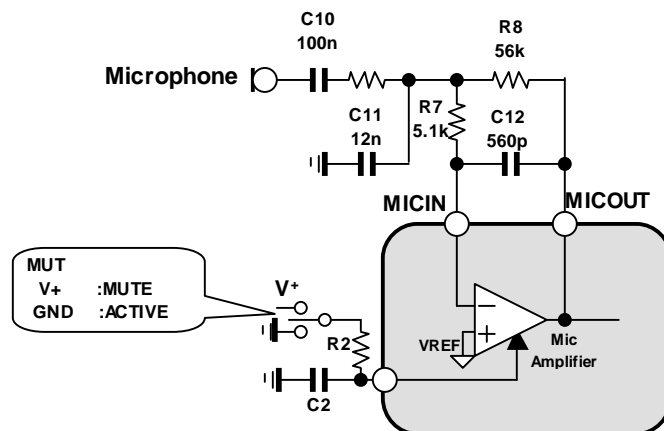 C10
100n
R8
56k
Microphone
C11
12n
R7
5.1k
C12
560p
MICIN
MICOUT
MUT
V+ :MUTE
GND :ACTIVE
V+
R2
C2
VREF
Mic
Amplifier